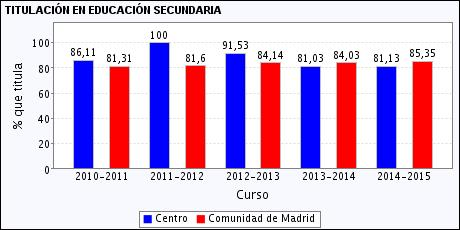 TITULACIÓN EN EDUCACIÓN SECUNDARIA
% que titula
100
80
60
40
20
0
86,11 81,31 100 81,6 91,53 84,14 81,03 84,03 81,13 85,35
2010-2011 2011-2012 2012-2013 2013-2014 2014-2015
Curso
Centro Comunidad de Madrid